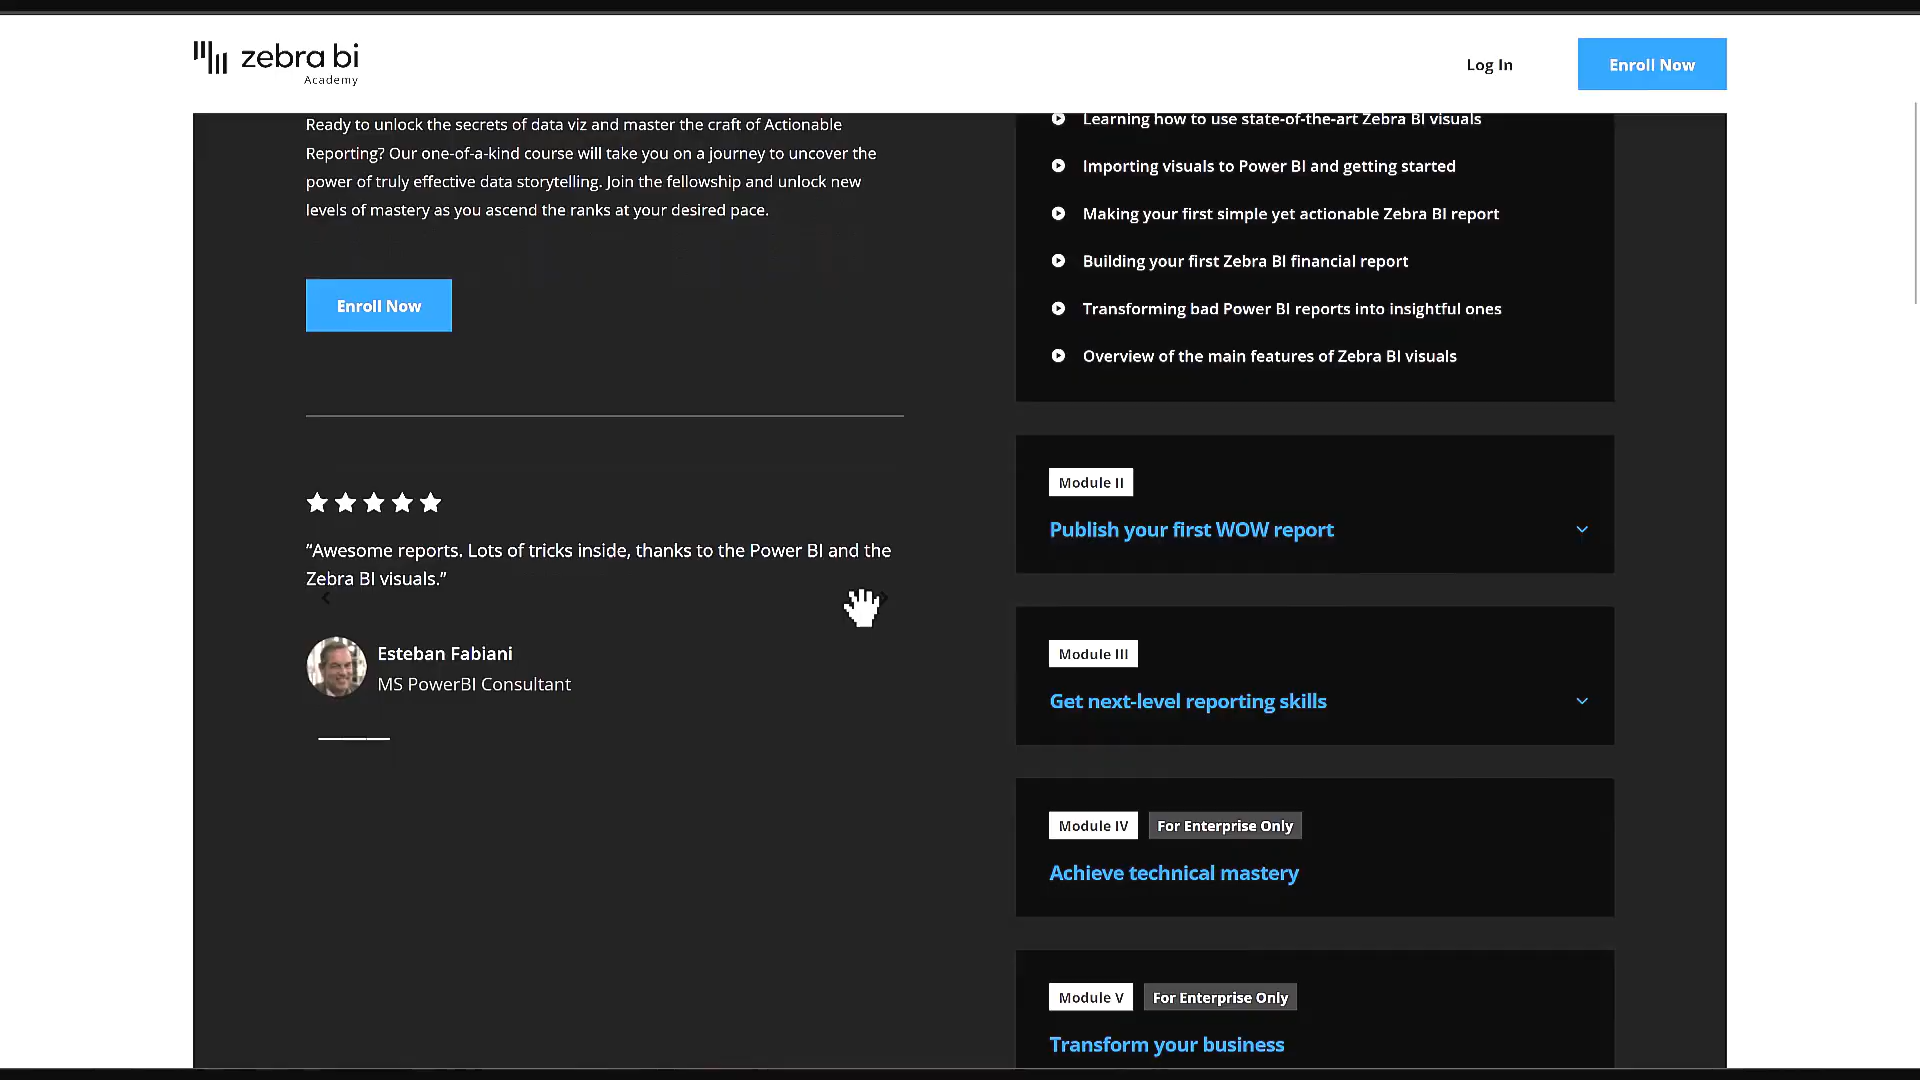 zebra bi
Academy
Log In
Enroll Now
Ready to unlock the secrets of data viz and master the craft of Actionable
Reporting? Our one-of-a-kind course will take you on a journey to uncover the
power of truly effective data storytelling. Join the fellowship and unlock new
levels of mastery as you ascend the ranks at your desired pace.
Enroll Now
“Awesome reports. Lots of tricks inside, thanks to the Power BI and the
Zebra BI visuals.”
Esteban Fabiani
MS PowerBI Consultant
Learning how to use state-of-the-art Zebra BI visuals
Importing visuals to Power BI and getting started
Making your first simple yet actionable Zebra BI report
Building your first Zebra BI financial report
Transforming bad Power BI reports into insightful ones
Overview of the main features of Zebra BI visuals
Module II
Publish your first WOW report
Module III
Get next-level reporting skills
Module IV
For Enterprise Only
Achieve technical mastery
Module V
For Enterprise Only
Transform your business